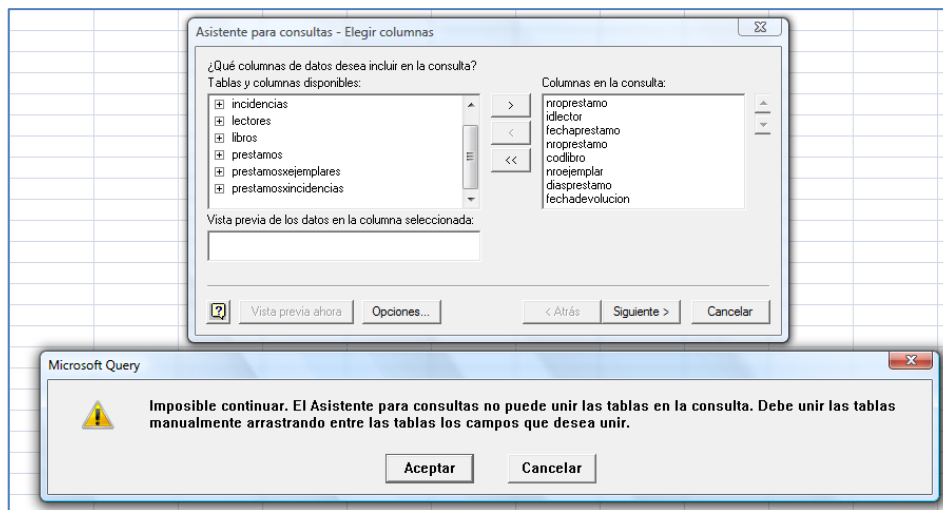 Asistente para consultas - Elegir columnas
¿Qué columnas de datos desea incluir en la consulta?
Tablas y columnas disponibles:
Columnas en la consulta:
incidencias
lectores
libros
prestamos
prestamosxejemplares
prestamosxincidencias
>
<
<<
nroprestamo
idlector
fechaprestamo
nroprestamo
codlibro
nroejemplar
diasprestamo
fechadevolucion
Vista previa de los datos en la columna seleccionada:
Vista previa ahora
Opciones...
< Atrás
Siguiente >
Cancelar
Microsoft Query
Imposible continuar. El Asistente para consultas no puede unir las tablas en la consulta. Debe unir las tablas
manualmente arrastrando entre las tablas los campos que desea unir.
Aceptar
Cancelar